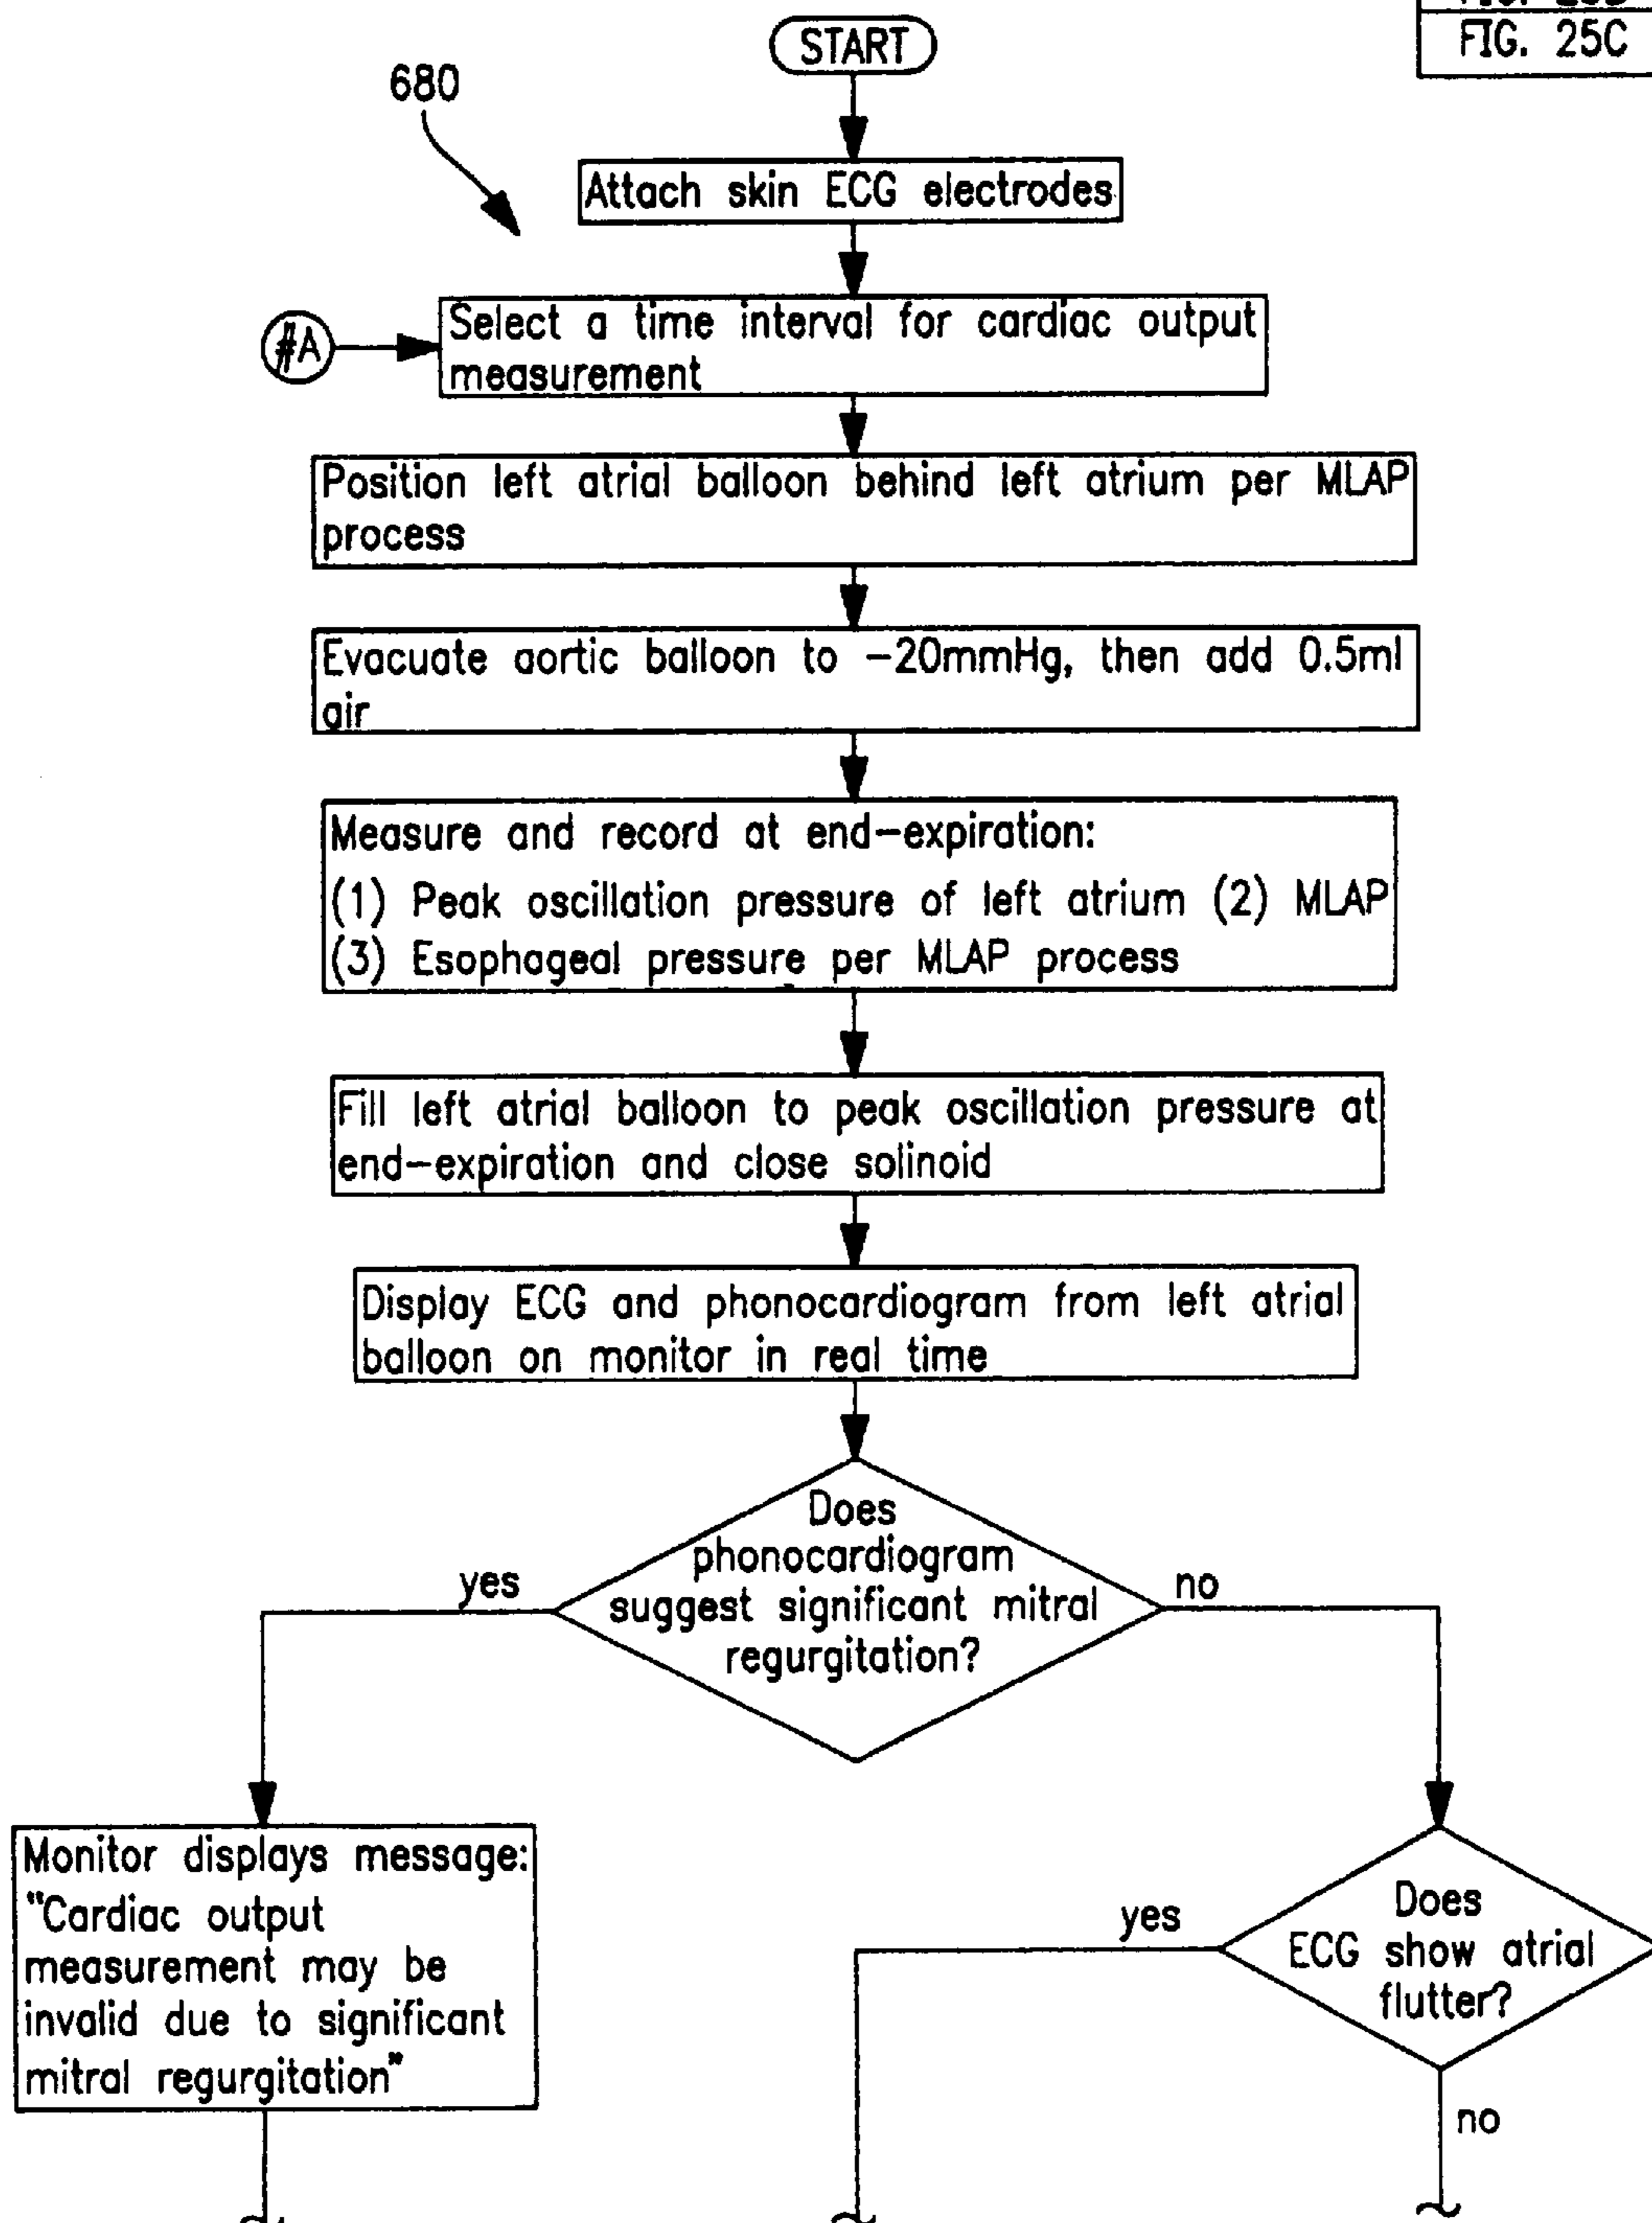 FIG. 25C
START
680
Attach skin ECG electrodes
#A
Select a time interval for cardiac output
measurement
Position left atrial balloon behind left atrium per MLAP
process
Evacuate aortic balloon to -20mmHg, then add 0.5ml
air
Measure and record at end-expiration:
(1) Peak oscillation pressure of left atrium (2) MLAP
(3) Esophageal pressure per MLAP process
Fill left atrial balloon to peak oscillation pressure at
end-expiration and close solinoid
Display ECG and phonocardiogram from left atrial
balloon on monitor in real time
Does
phonocardiogram
suggest significant mitral
regurgitation?
yes
no
Monitor displays message:
"Cardiac output
measurement may be
invalid due to significant
mitral regurgitation"
Does
ECG show atrial
flutter?
yes
no